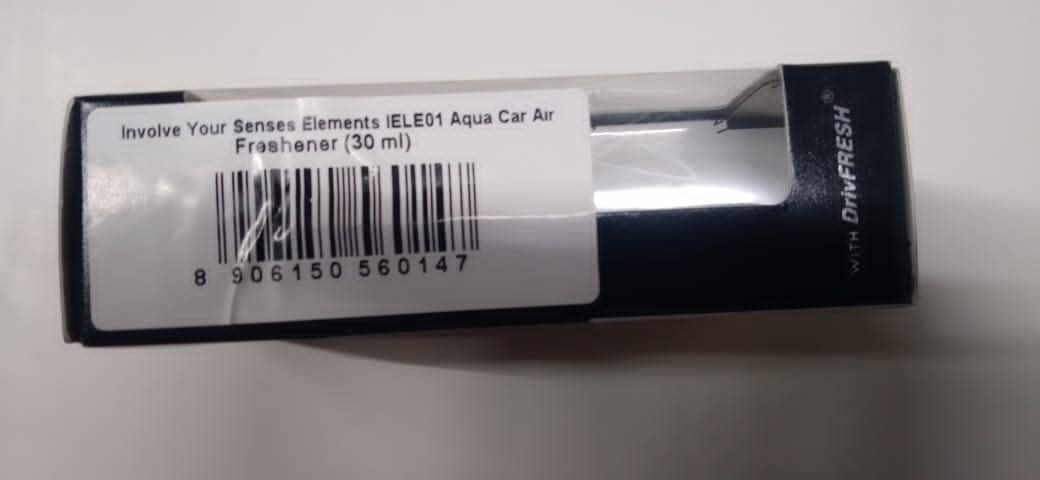 Involve Your Senses Elements IELE01 Aqua Car Air
Freshener (30 ml)
8 906150 560147
WITH DrivFRESH®